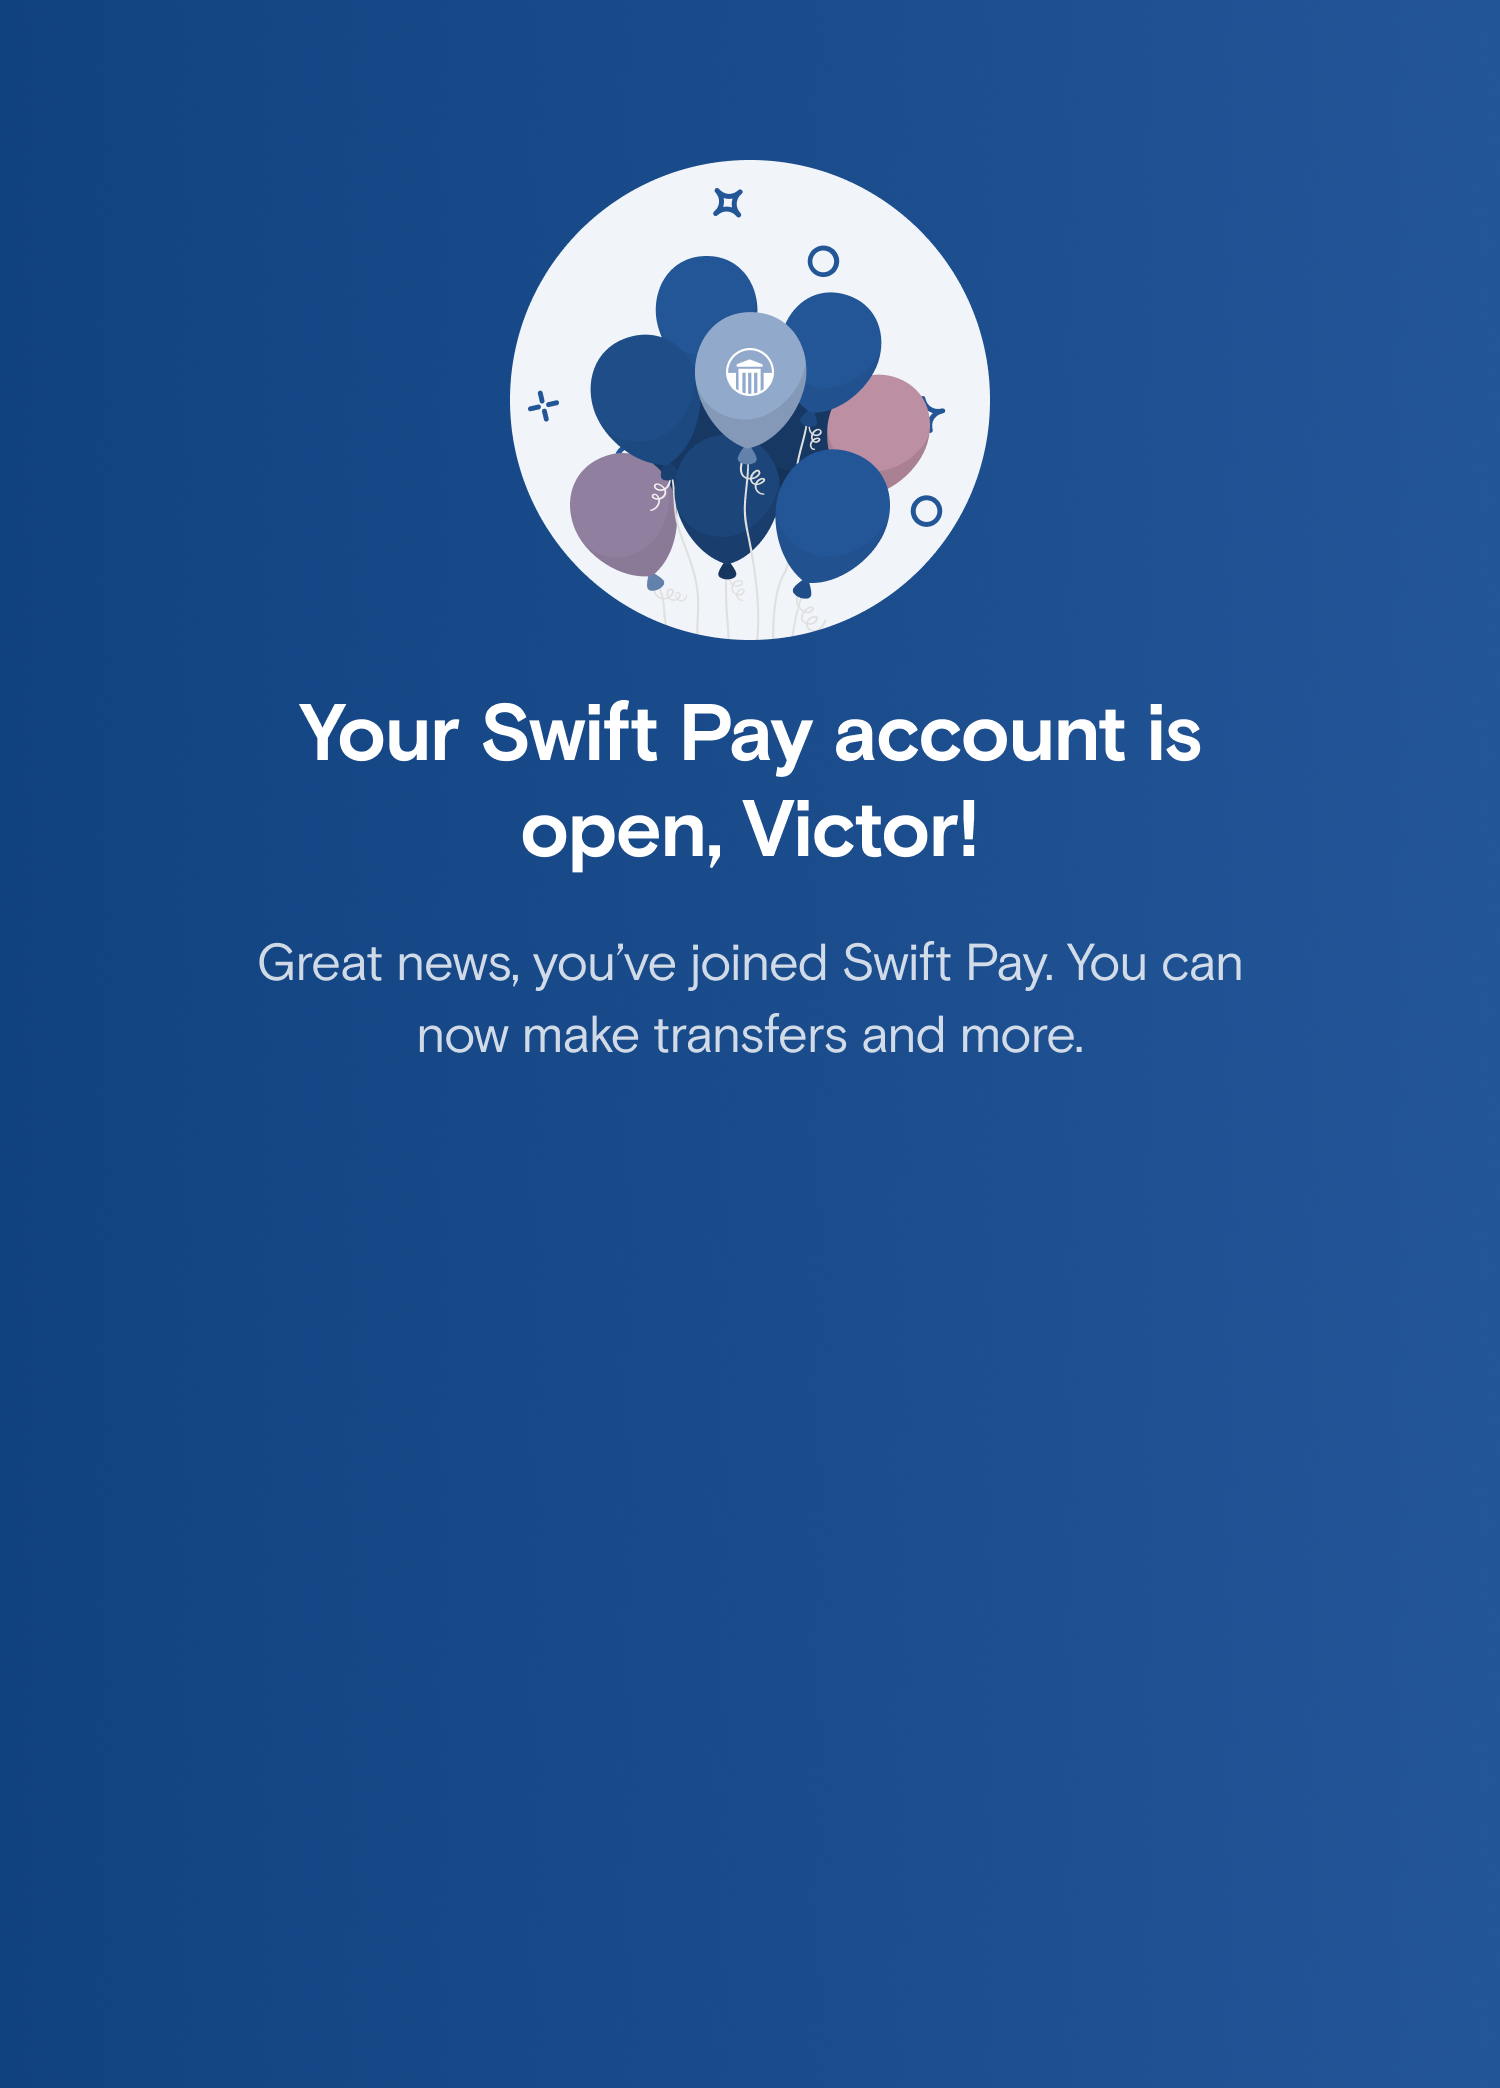 Your Swift Pay account is
open, Victor!
Great news, you’ve joined Swift Pay. You can
now make transfers and more.